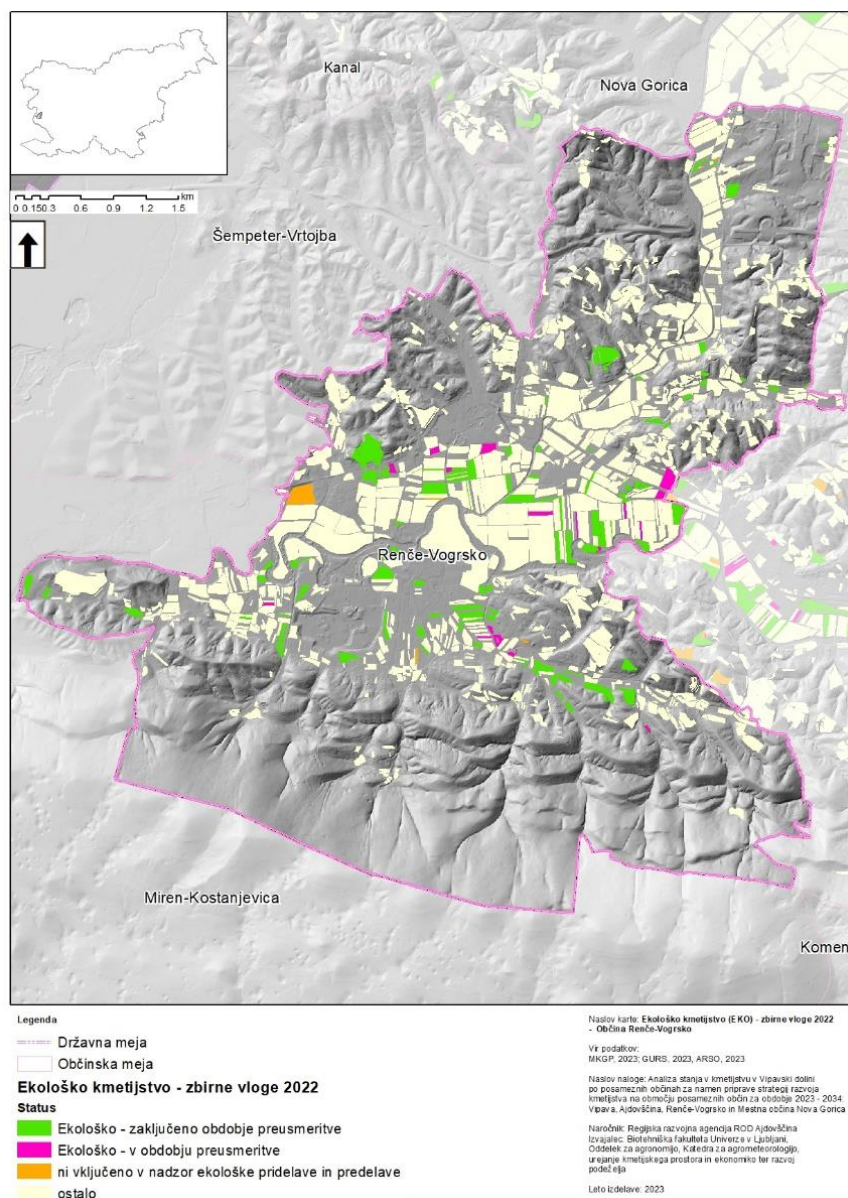 Kanal
Nova Gorica
km
0 0.15 0.3 0.6 0.9 1.2 1.5
Šempeter-Vrtojba
Renče-Vogrsko
Miren-Kostanjevica
Komen
Legenda
Državna meja
Občinska meja
Ekološko kmetijstvo - zbirne vloge 2022
Status
Ekološko - zaključeno obdobje preusmeritve
Ekološko - v obdobju preusmeritve
ni vključeno v nadzor ekološke pridelave in predelave
ostalo
Naslov karte: Ekološko kmetijstvo (EKO) - zbirne vloge 2022
- Občina Renče-Vogrsko
Vir podatkov:
MKGP, 2023; GURS, 2023, ARSO, 2023
Naslov naloge: Analiza stanja v kmetijstvu v Vipavski dolini
po posameznih občinah za namen priprave strategij razvoja
kmetijstva na območju posameznih občin za obdobje 2023 - 2034:
Vipava, Ajdovščina, Renče-Vogrsko in Mestna občina Nova Gorica
Naročnik: Regijska razvojna agencija ROD Ajdovščina
Izvajalec: Biotehniška fakulteta Univerze v Ljubljani,
Oddelek za agronomijo, Katedra za agrometeorologijo,
urejanje kmetijskega prostora in ekonomiko ter razvoj
podeželja
Leto izdelave: 2023